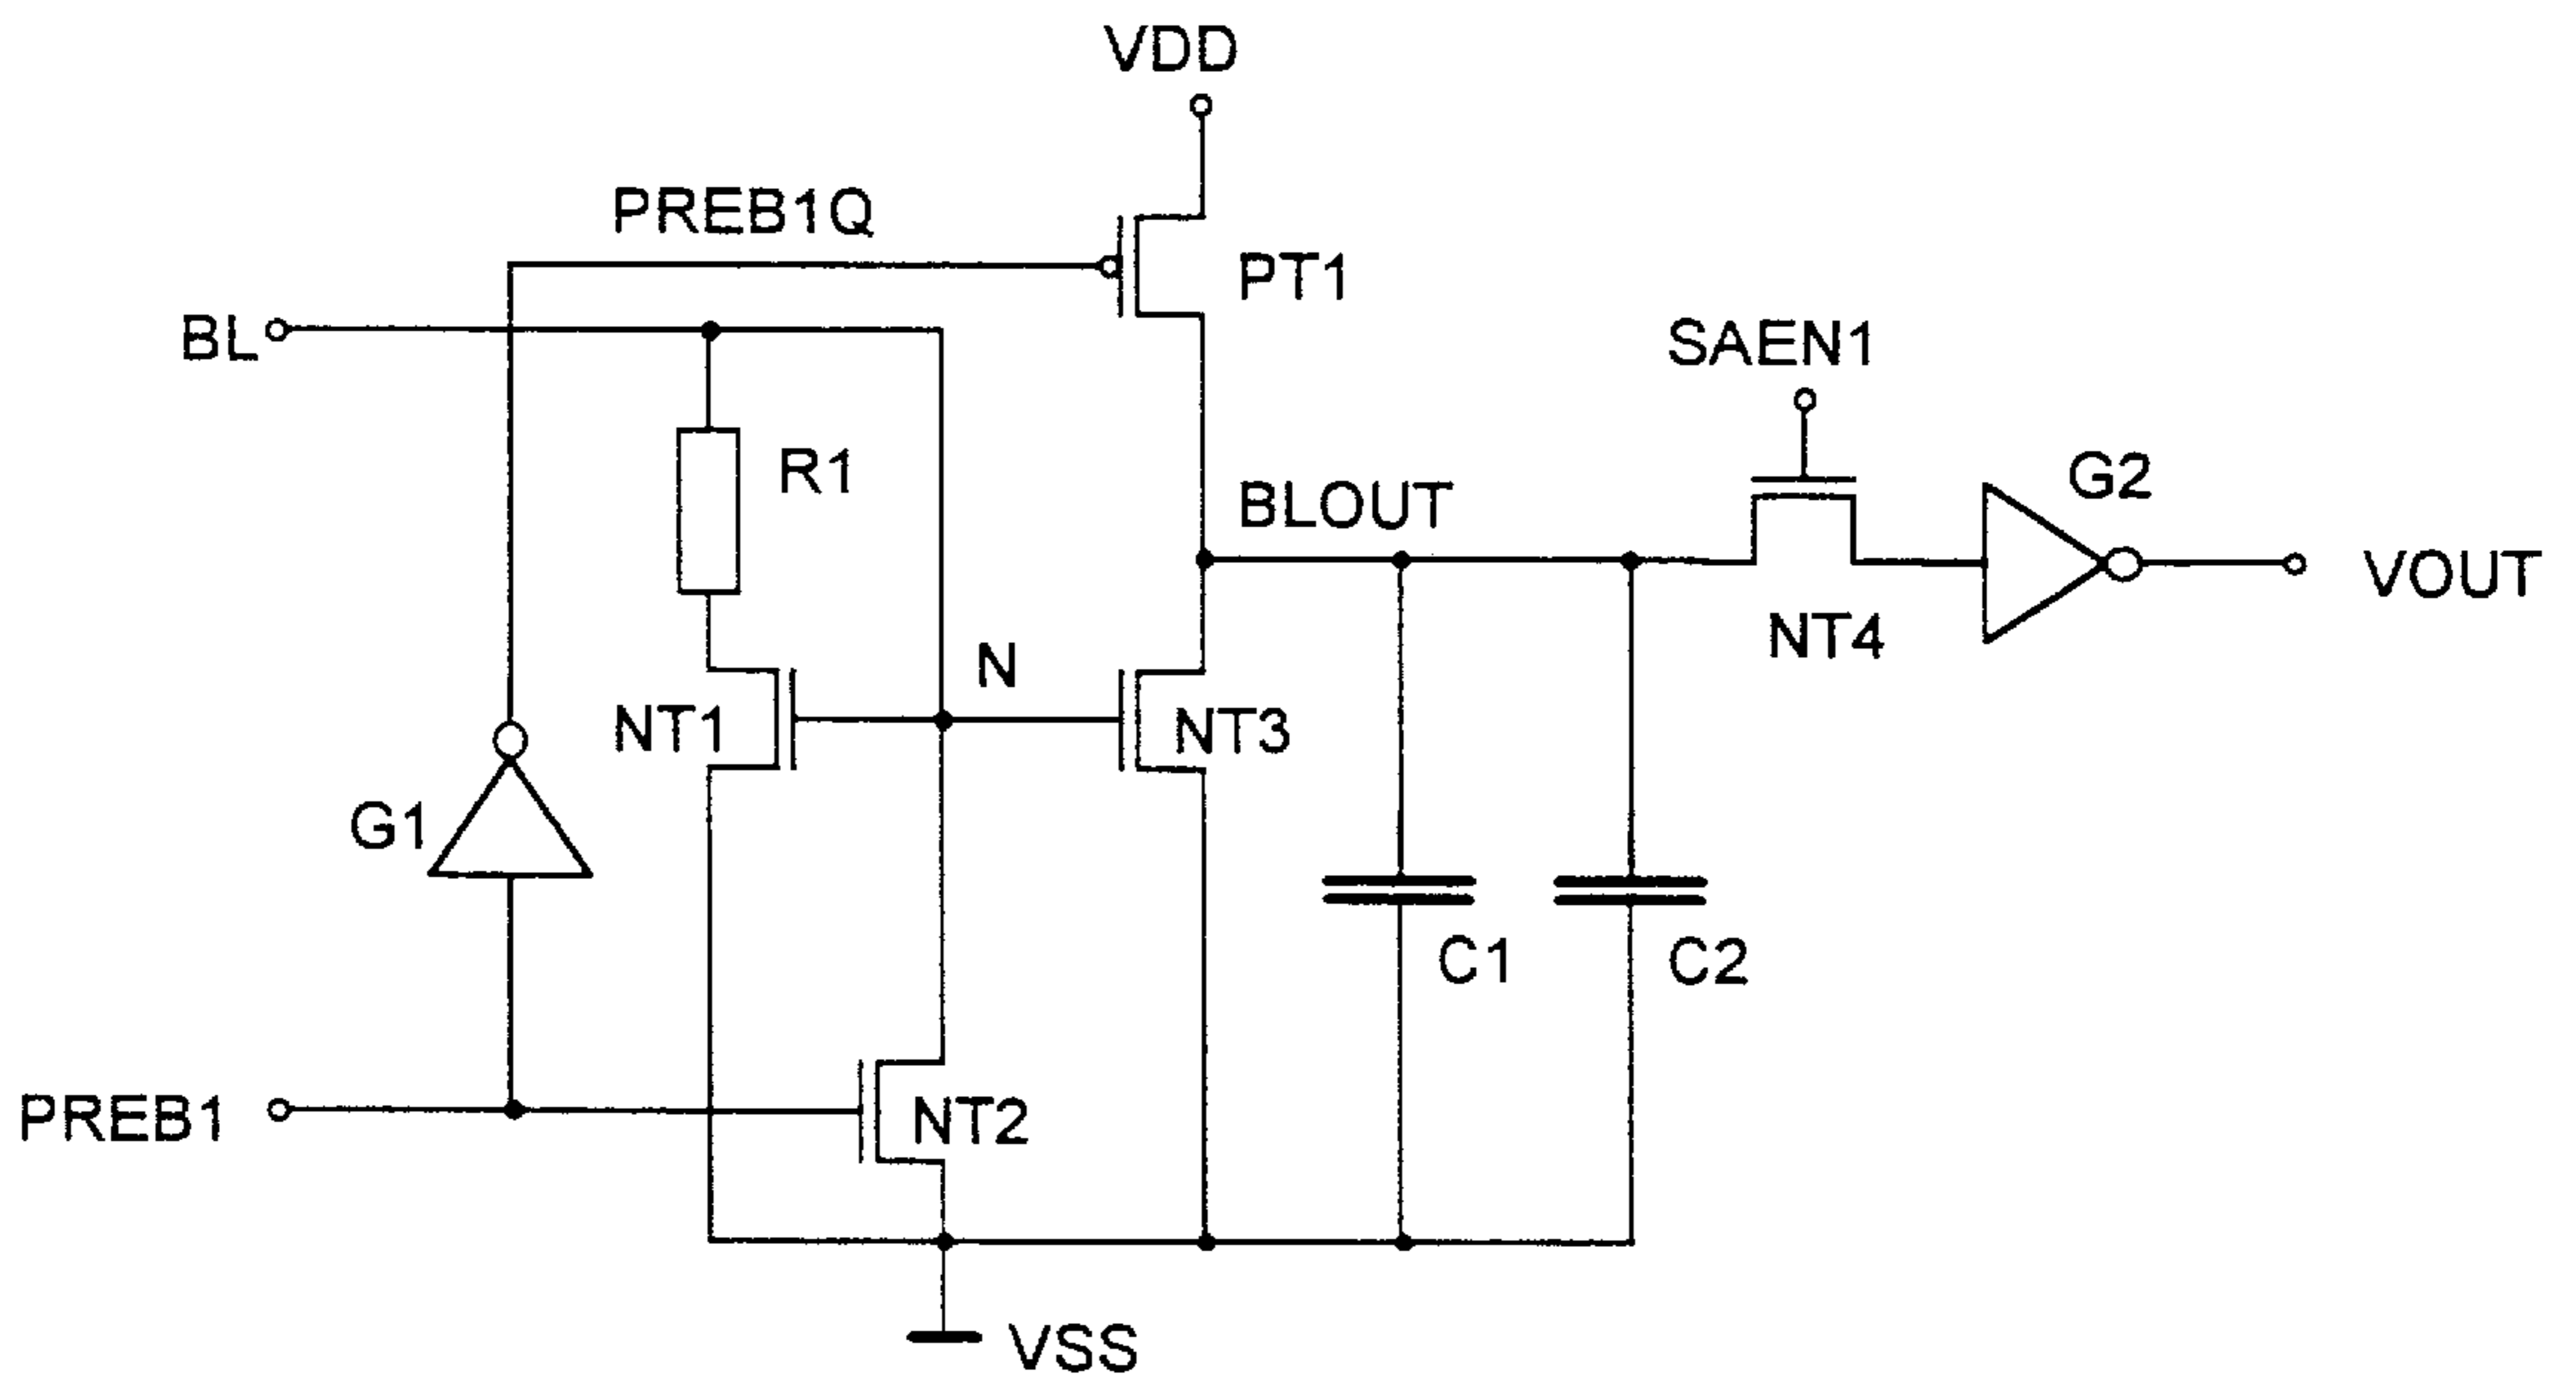 VDD
PREB1Q
PT1
BL
SAEN1
R1
BLOUT
G2
VOUT
N
NT4
NT1
NT3
G1
C1
C2
PREB1
NT2
VSS